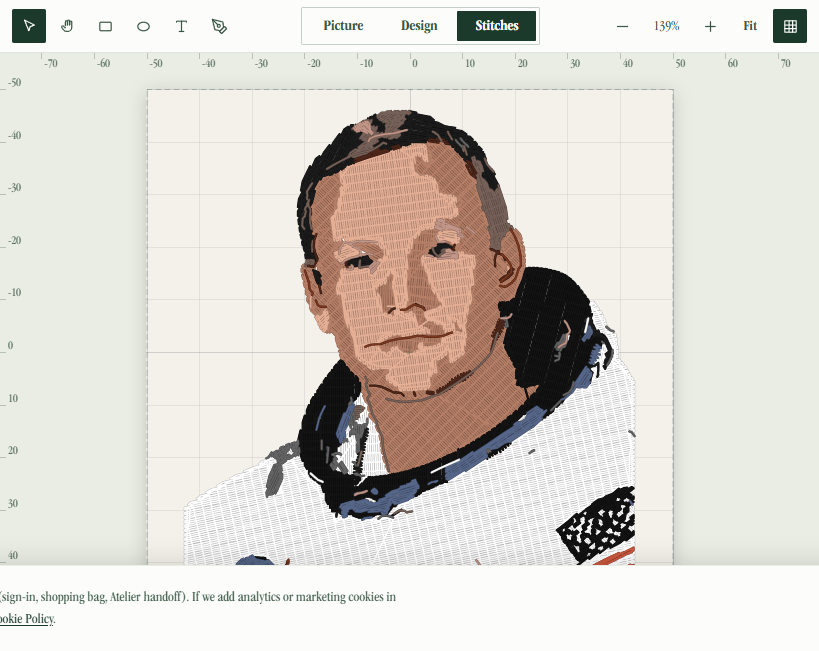 Picture Design Stitches 139% Fit
-70 -60 -50 -40 -30 -20 -10 0 10 20 30 40 50 60 70
-50
-40
-30
-20
-10
0
10
20
30
40
(sign-in, shopping bag, Atelier handoff). If we add analytics or marketing cookies in
ookie Policy.